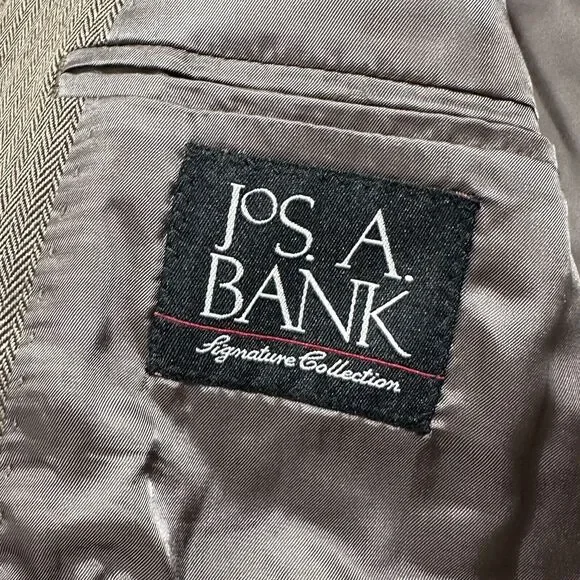 JOS. A.
BANK
Signature Collection